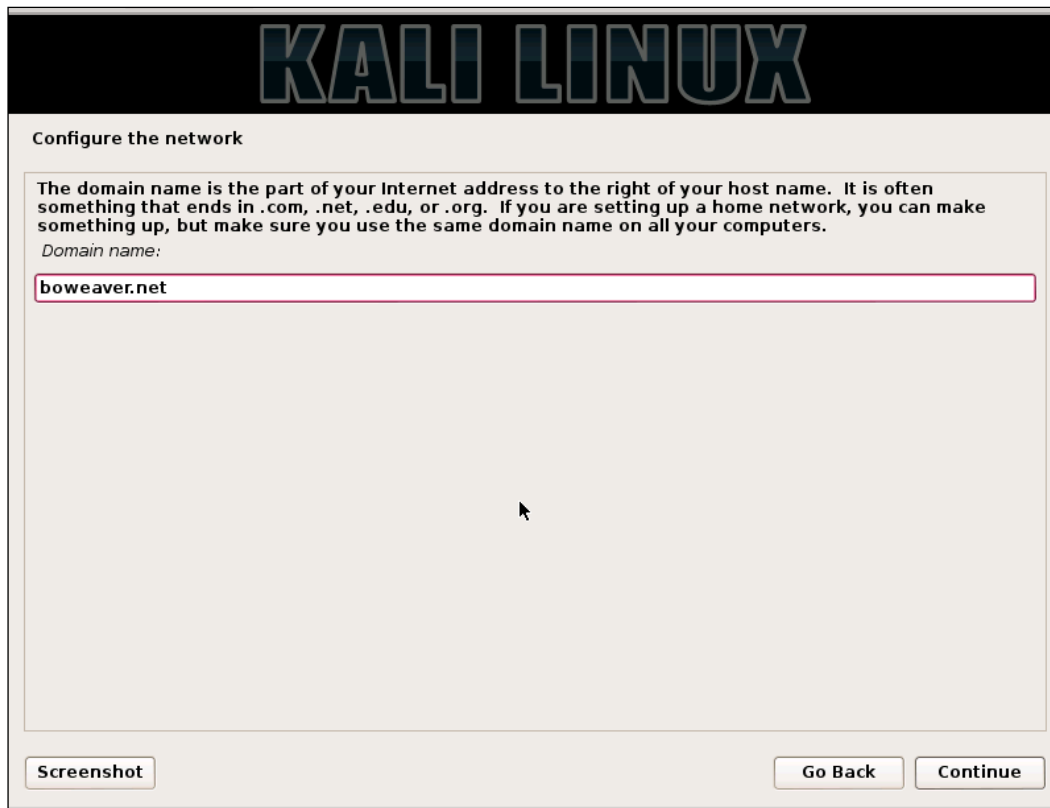 KALI LINUX
Configure the network
The domain name is the part of your Internet address to the right of your host name.  It is often
something that ends in .com, .net, .edu, or .org.  If you are setting up a home network, you can make
something up, but make sure you use the same domain name on all your computers.
Domain name:
boweaver.net
Screenshot
Go Back
Continue